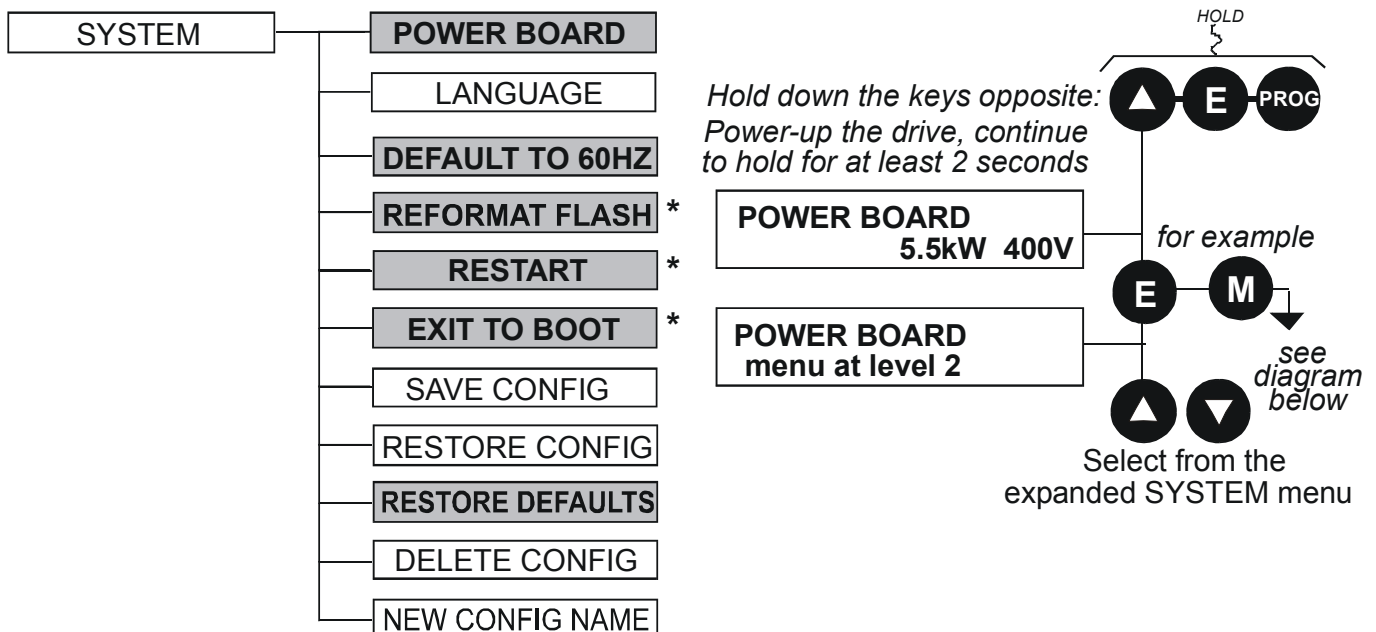 SYSTEM
POWER BOARD
LANGUAGE
DEFAULT TO 60HZ
REFORMAT FLASH *
RESTART *
EXIT TO BOOT *
SAVE CONFIG
RESTORE CONFIG
RESTORE DEFAULTS
DELETE CONFIG
NEW CONFIG NAME
HOLD
Hold down the keys opposite:
E PROG
Power-up the drive, continue
to hold for at least 2 seconds
POWER BOARD
5.5kW 400V
for example
E M
POWER BOARD
menu at level 2
see
diagram
below
Select from the
expanded SYSTEM menu